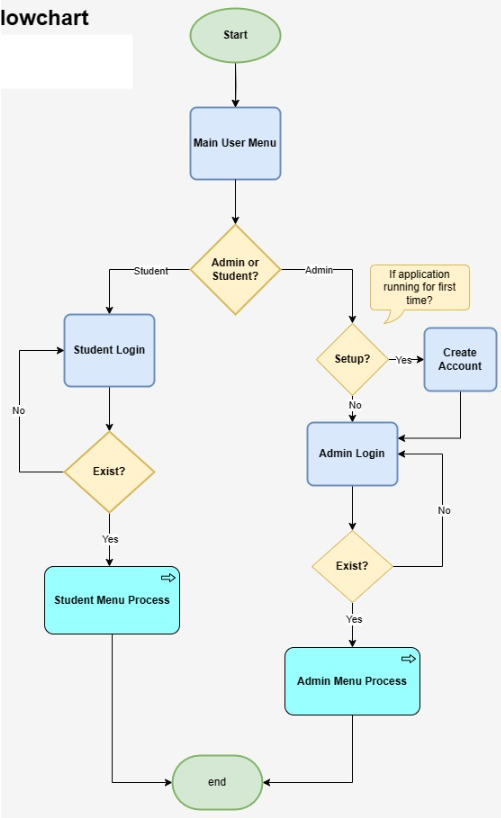 lowchart
Start
Main User Menu
Admin or
Student?
Student
Admin
If application
running for first
time?
Student Login
Setup?
Yes
Create
Account
No
No
Admin Login
Exist?
No
Yes
Exist?
Student Menu Process
Yes
Admin Menu Process
end